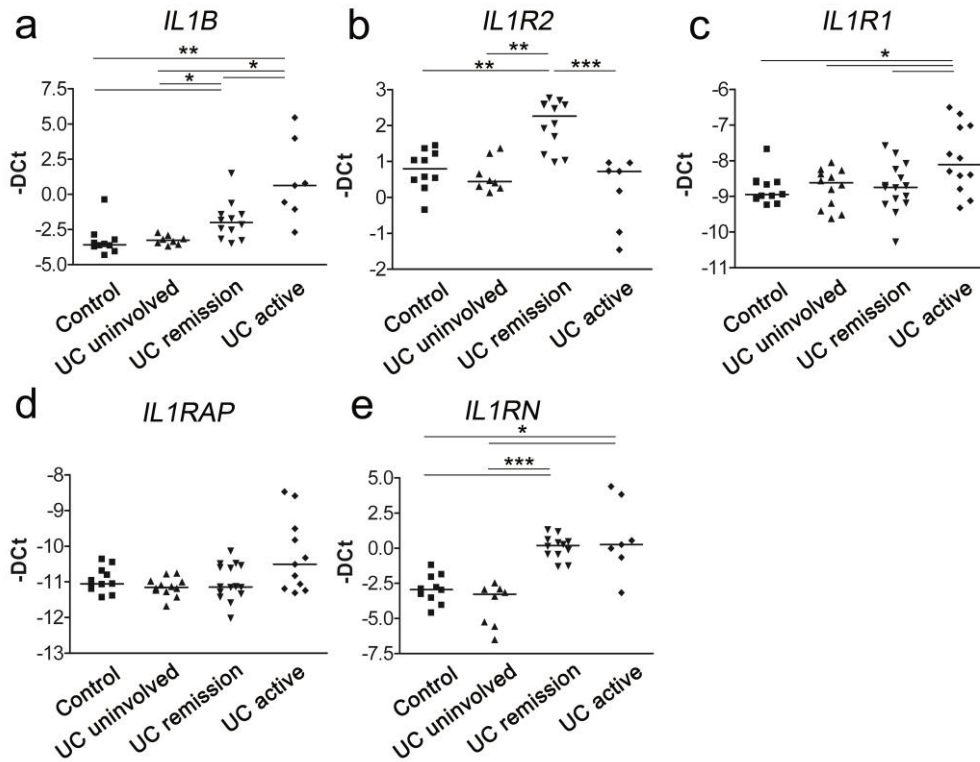 a
IL1B
**
*
*
-DCt
7.5
5.0
2.5
0.0
-2.5
-5.0
Control
UC uninvolved
UC remission
UC active
b
IL1R2
**
**
***
-DCt
3
2
1
0
-1
2
Control
UC uninvolved
UC remission
UC active
c
IL1R1
*
-DCt
-6
-7
-8
-9
-10
-11
Control
UC uninvolved
UC remission
UC active
d
IL1RAP
-DCt
-8
-9
-10
-11
-12
-13
Control
UC uninvolved
UC remission
UC active
e
IL1RN
*
***
-DCt
5.0
2.5
0.0
-2.5
-5.0
-7.5
Control
UC uninvolved
UC remission
UC active